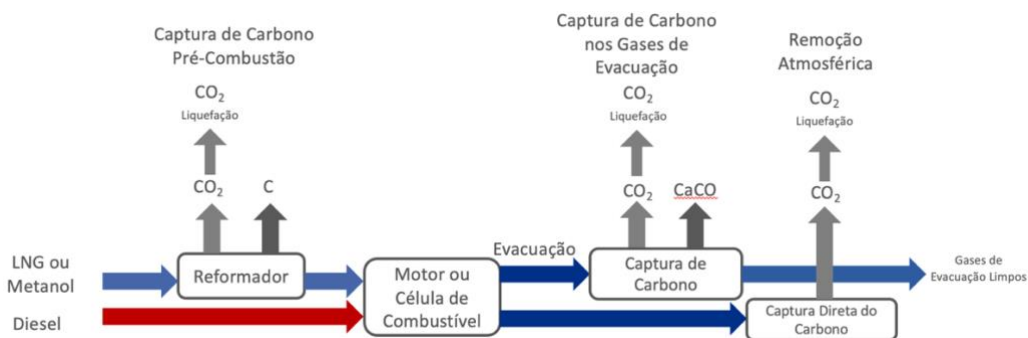 Captura de Carbono
Pré-Combustão
CO₂
Liquefação
CO₂
C
Captura de Carbono
nos Gases de
Evacuação
CO₂
Liquefação
CO₂
CaCO
Remoção
Atmosférica
CO₂
Liquefação
CO₂
LNG ou
Metanol
Diesel
Reformador
Motor ou
Célula de
Combustível
Evacuação
Captura de
Carbono
Captura Direta do
Carbono
Gases de
Evacuação Limpos